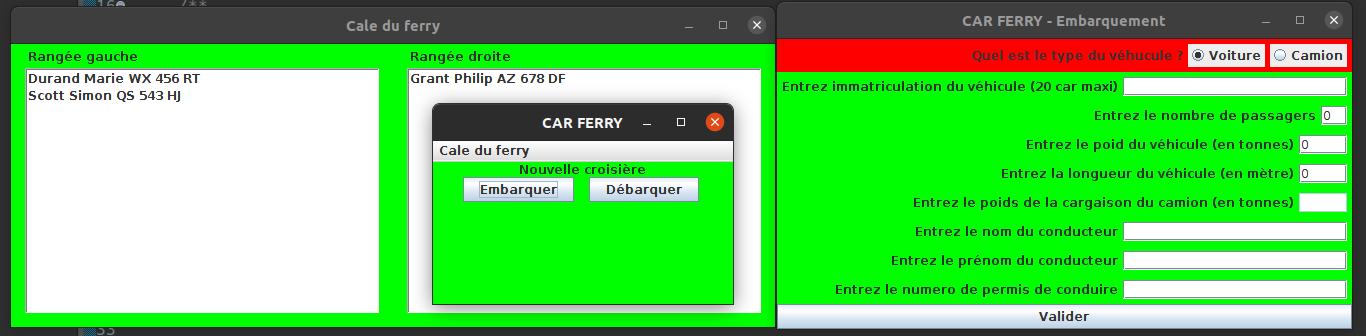 16
/**
Cale du ferry
Rangée gauche
Durand Marie WX 456 RT
Scott Simon QS 543 HJ
Rangée droite
Grant Philip AZ 678 DF
CAR FERRY
Cale du ferry
Nouvelle croisière
Embarquer Débarquer
33
CAR FERRY - Embarquement
Quel est le type du véhucule ? Voiture Camion
Entrez immatriculation du véhicule (20 car maxi)
Entrez le nombre de passagers 0
Entrez le poid du véhicule (en tonnes) 0
Entrez la longueur du véhicule (en mètre) 0
Entrez le poids de la cargaison du camion (en tonnes)
Entrez le nom du conducteur
Entrez le prénom du conducteur
Entrez le numero de permis de conduire
Valider